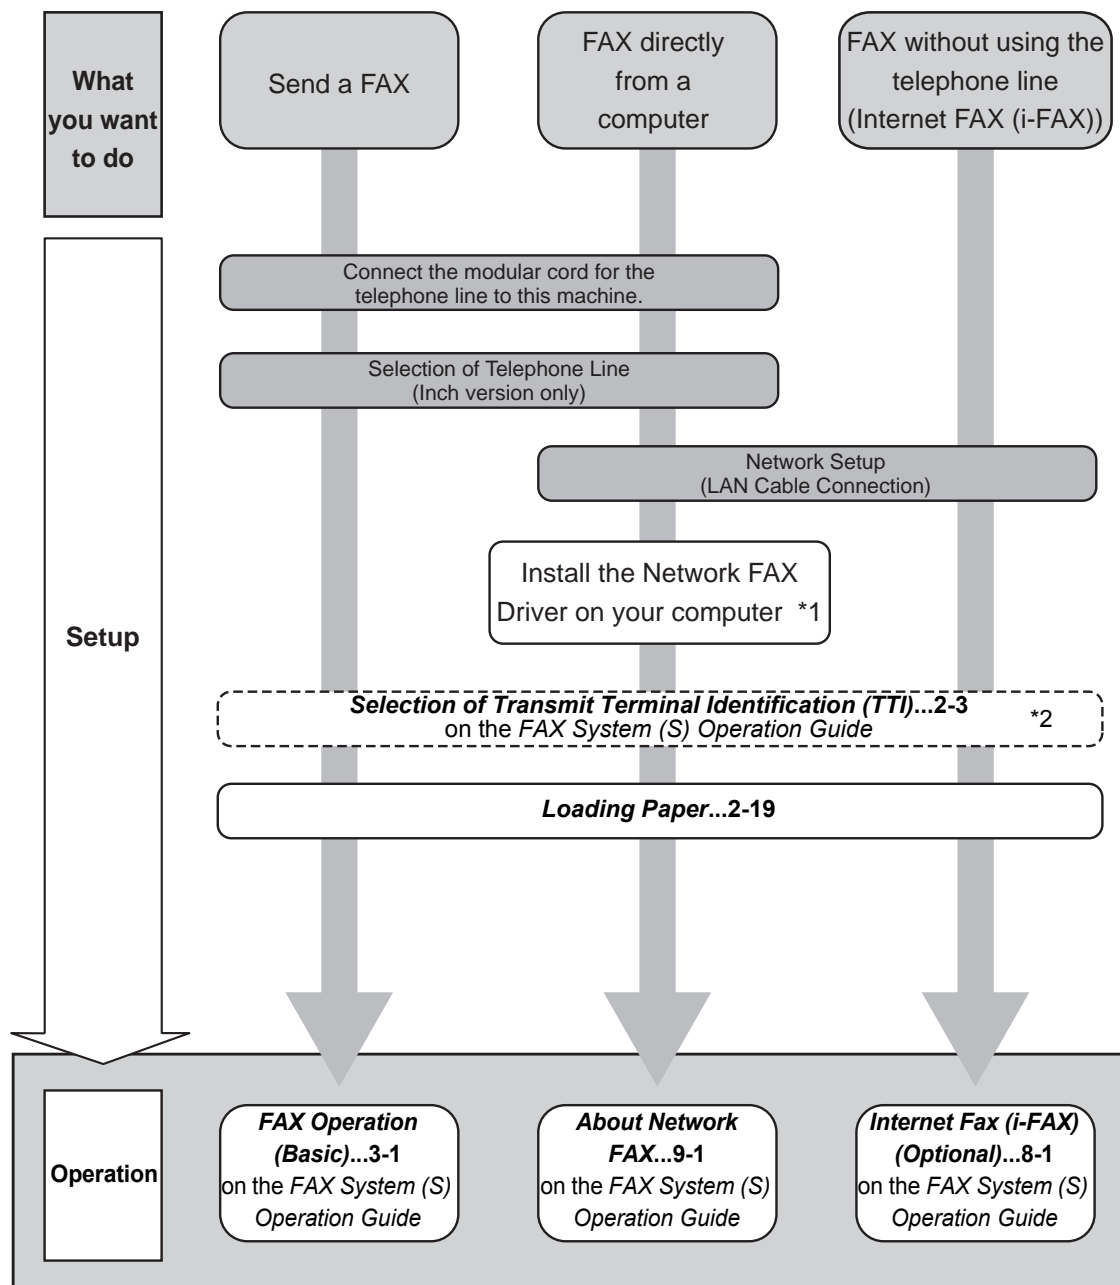 What
you want
to do
Send a FAX
FAX directly
from a
computer
FAX without using the
telephone line
(Internet FAX (i-FAX))
Setup
Connect the modular cord for the
telephone line to this machine.
Selection of Telephone Line
(Inch version only)
Network Setup
(LAN Cable Connection)
Install the Network FAX
Driver on your computer *1
Selection of Transmit Terminal Identification (TTI)...2-3
on the FAX System (S) Operation Guide
*2
Loading Paper...2-19
Operation
FAX Operation
(Basic)...3-1
on the FAX System (S)
Operation Guide
About Network
FAX...9-1
on the FAX System (S)
Operation Guide
Internet Fax (i-FAX)
(Optional)...8-1
on the FAX System (S)
Operation Guide